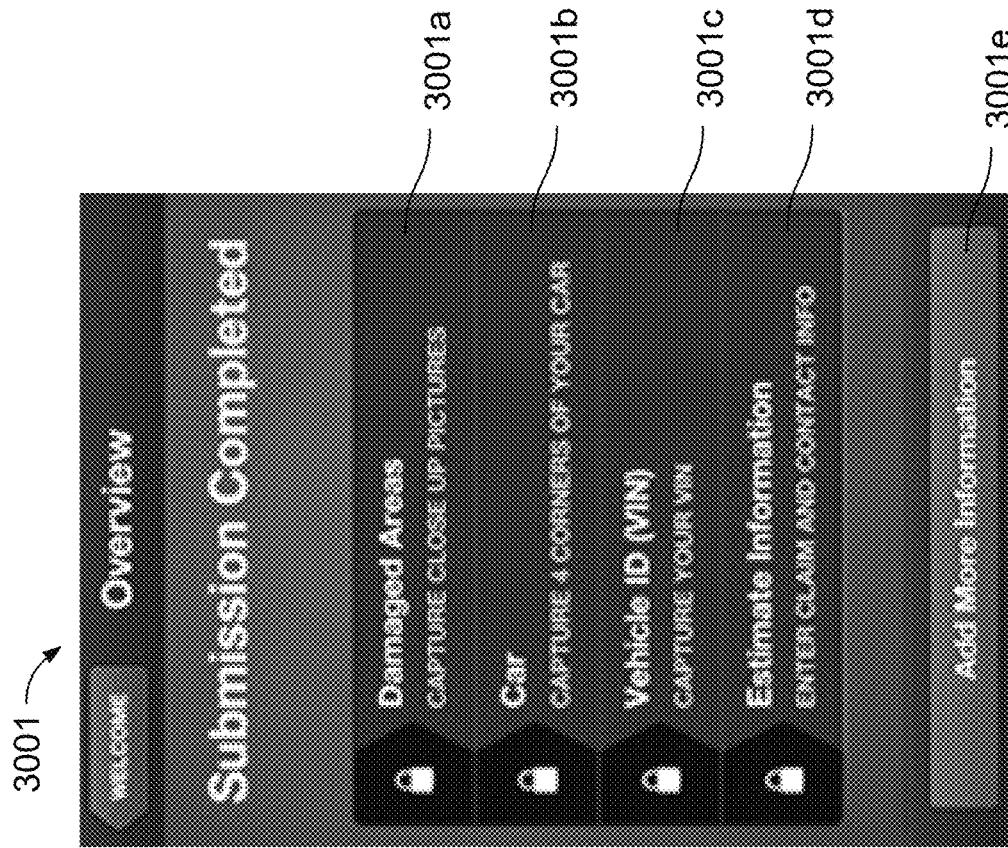 3001
WELCOME
Overview
Submission Completed
Damaged Areas
CAPTURE CLOSE UP PICTURES
3001a
Car
CAPTURE 4 CORNERS OF YOUR CAR
3001b
Vehicle ID (VIN)
CAPTURE YOUR VIN
3001c
Estimate Information
ENTER CLAIM AND CONTACT INFO
3001d
Add More Information
3001e